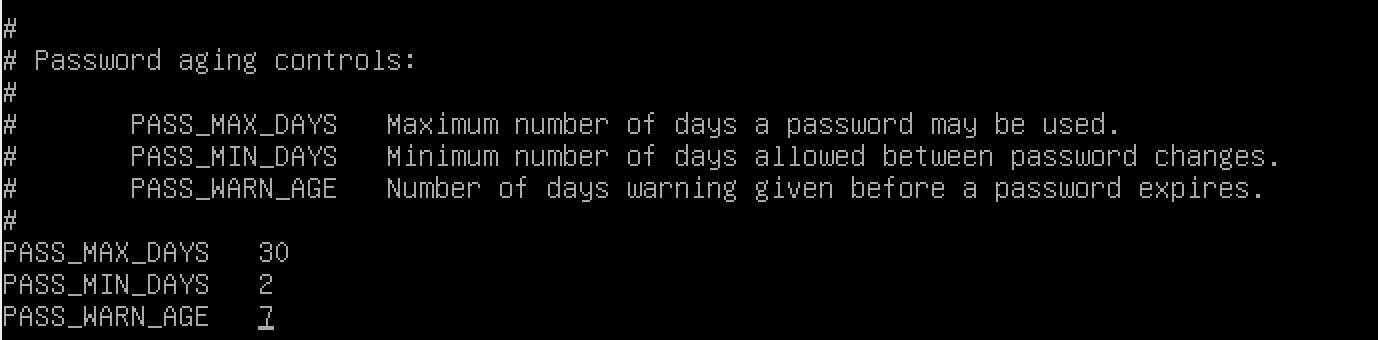 #
# Password aging controls:
#
#       PASS_MAX_DAYS   Maximum number of days a password may be used.
#       PASS_MIN_DAYS   Minimum number of days allowed between password changes.
#       PASS_WARN_AGE   Number of days warning given before a password expires.
#
PASS_MAX_DAYS   30
PASS_MIN_DAYS   2
PASS_WARN_AGE   7